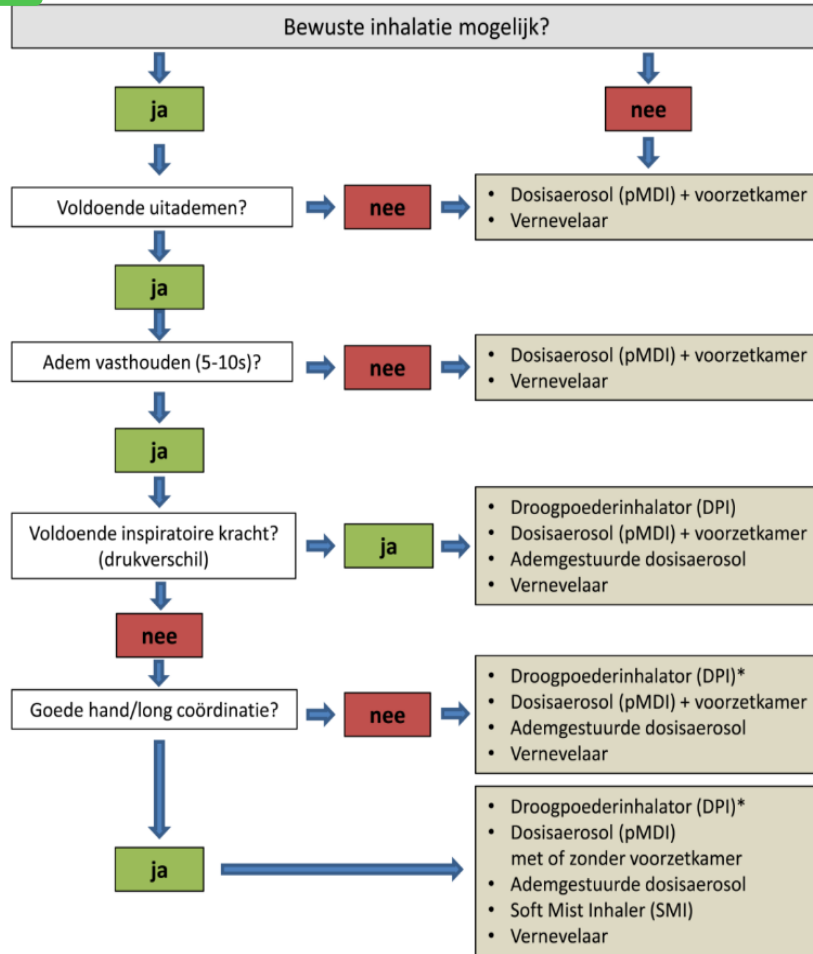 Bewuste inhalatie mogelijk?
ja
nee
Voldoende uitademen?
nee
• Dosisaerosol (pMDI) + voorzetkamer
• Vernevelaar
ja
Adem vasthouden (5-10s)?
nee
• Dosisaerosol (pMDI) + voorzetkamer
• Vernevelaar
ja
Voldoende inspiratoire kracht?
(drukverschil)
ja
• Droogpoederinhalator (DPI)
• Dosisaerosol (pMDI) + voorzetkamer
• Ademgestuurde dosisaerosol
• Vernevelaar
nee
Goede hand/long coördinatie?
nee
• Droogpoederinhalator (DPI)*
• Dosisaerosol (pMDI) + voorzetkamer
• Ademgestuurde dosisaerosol
• Vernevelaar
ja
• Droogpoederinhalator (DPI)*
• Dosisaerosol (pMDI)
met of zonder voorzetkamer
• Ademgestuurde dosisaerosol
• Soft Mist Inhaler (SMI)
• Vernevelaar